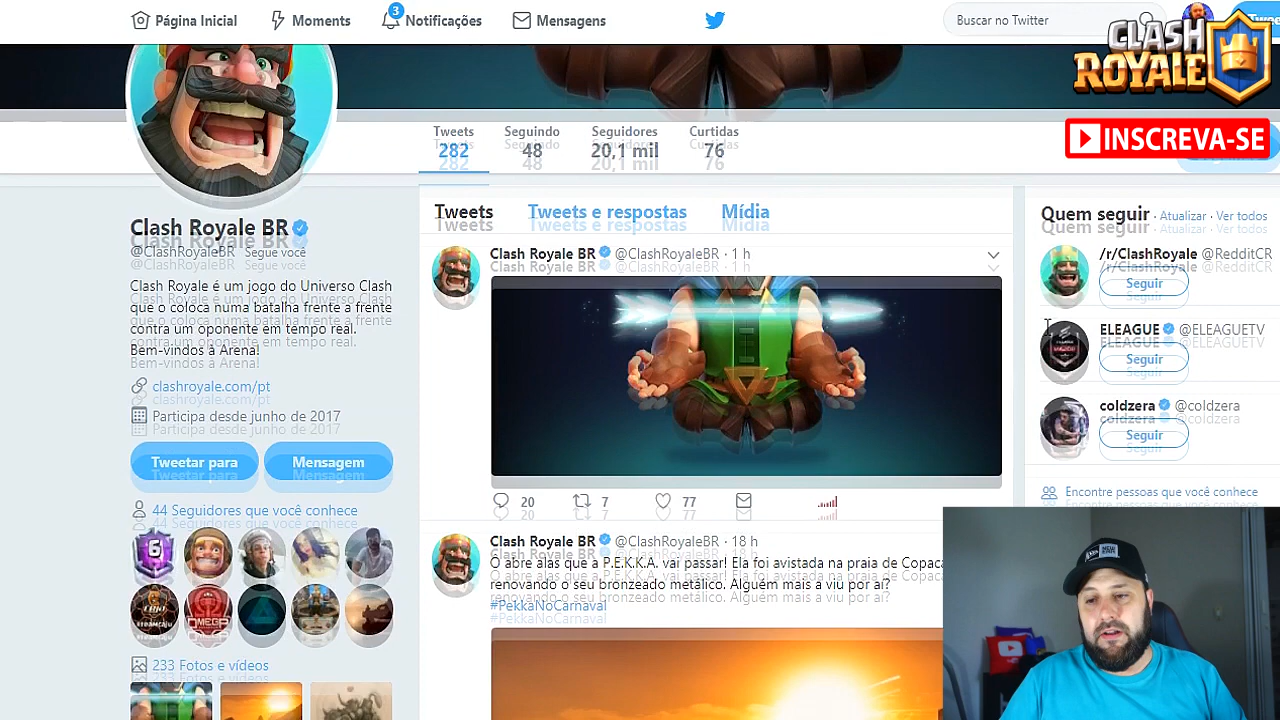 Página Inicial
Moments
3
Notificações
Mensagens
Buscar no Twitter
CLASH
ROYALE
INSCREVA-SE
Tweets
282
Seguindo
48
Seguidores
20,1 mil
Curtidas
76
Clash Royale BR
@ClashRoyaleBR Segue você
Clash Royale é um jogo do Universo Clash
que o coloca numa batalha frente a frente
contra um oponente em tempo real.
Bem-vindos à Arena!
clashroyale.com/pt
Participa desde junho de 2017
Tweetar para
Mensagem
44 Seguidores que você conhece
6
233 Fotos e vídeos
Tweets
Tweets e respostas
Mídia
Clash Royale BR @ClashRoyaleBR · 1 h
20
7
77
Clash Royale BR @ClashRoyaleBR · 18 h
O abre alas que a P.E.K.K.A. vai passar! Ela foi avistada na praia de Copaca
renovando o seu bronzeado metálico. Alguém mais a viu por aí?
#PekkaNoCarnaval
Quem seguir · Atualizar · Ver todos
/r/ClashRoyale @RedditCR
Seguir
ELEAGUE @ELEAGUETV
Seguir
coldzera @coldzera
Seguir
Encontre pessoas que você conhece